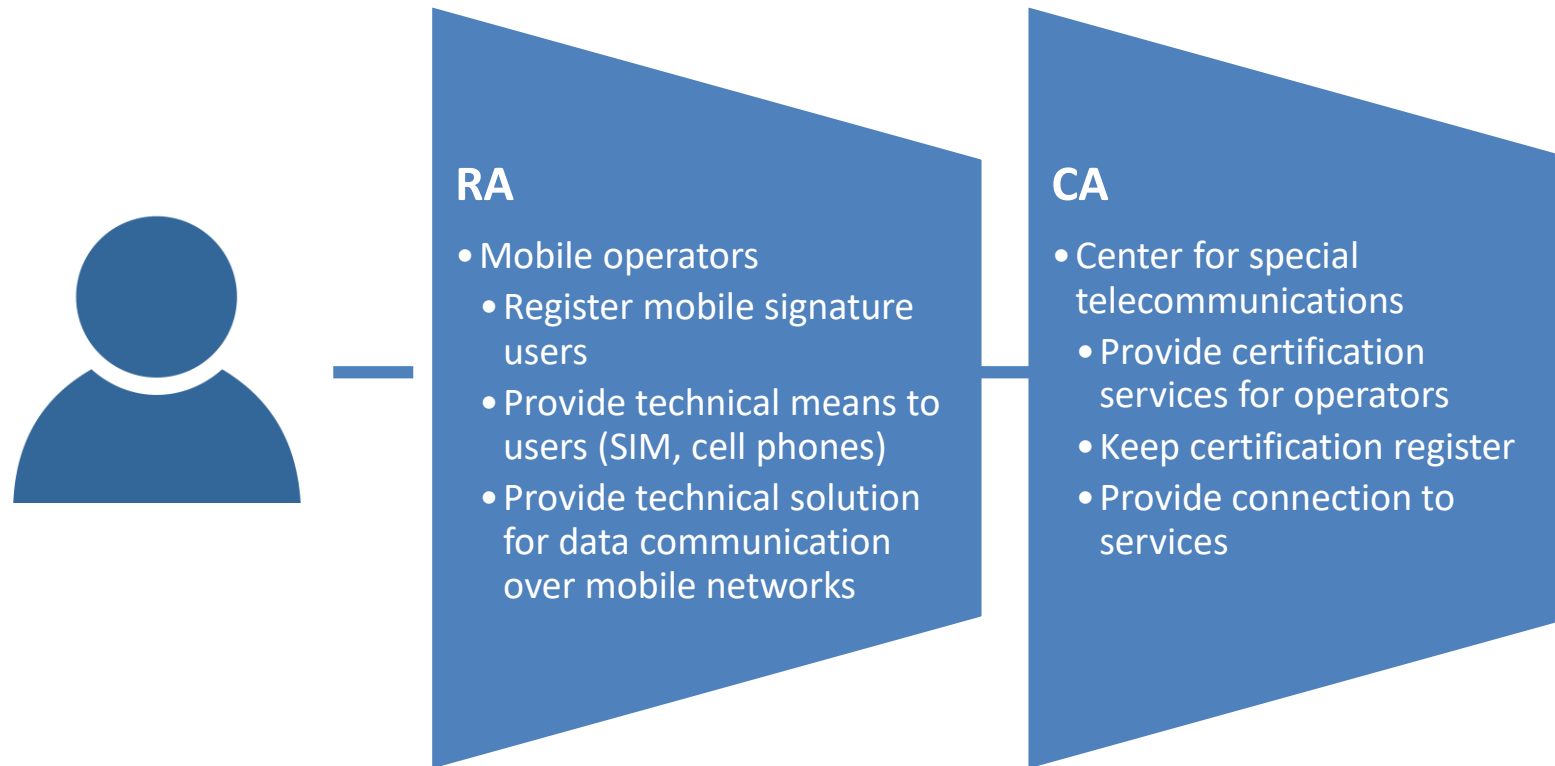 RA
• Mobile operators
• Register mobile signature
users
• Provide technical means to
users (SIM, cell phones)
• Provide technical solution
for data communication
over mobile networks
CA
• Center for special
telecommunications
• Provide certification
services for operators
• Keep certification register
• Provide connection to
services